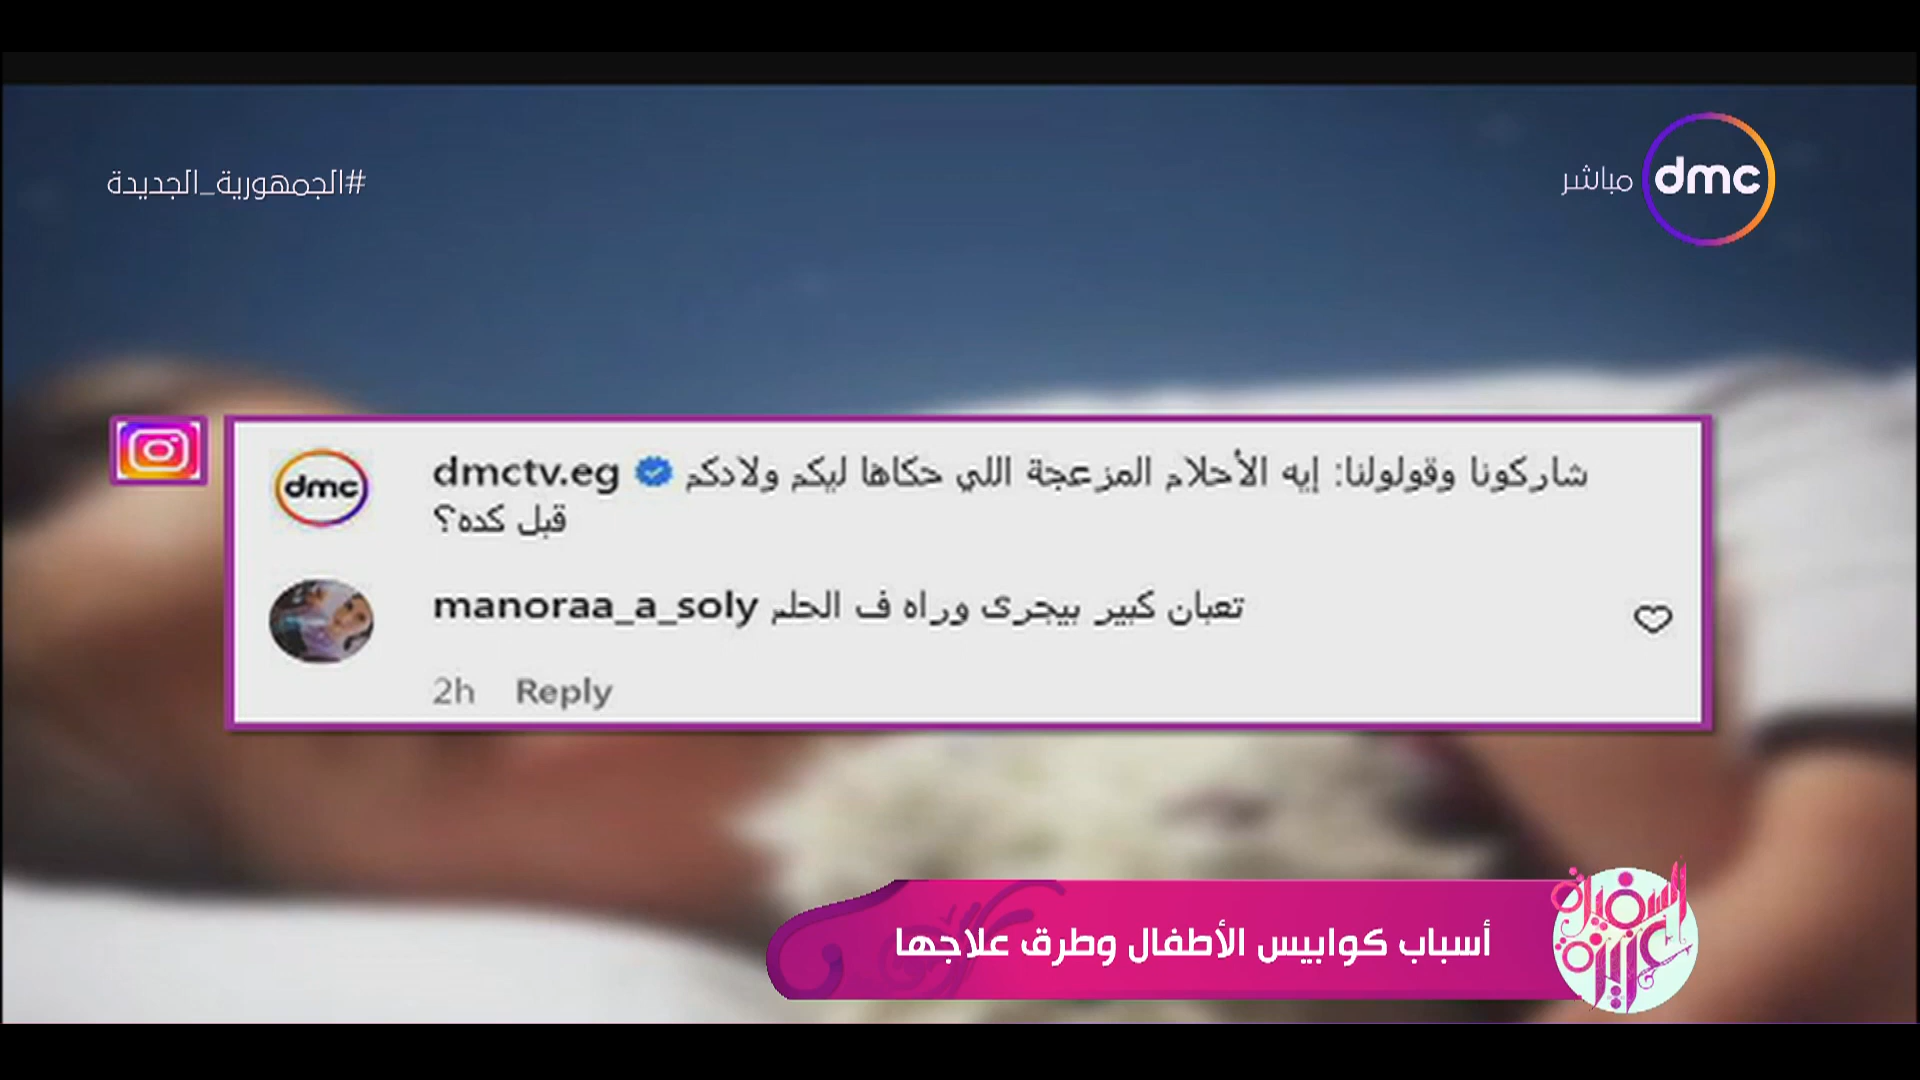 #الجمهورية_الجديدة
مباشر
dmc
dmc
dmctv.eg شاركونا وقولولنا: إيه الأحلام المزعجة اللي حكاها ليكم ولادكم
قبل كده؟
manoraa_a_soly تعبان كبير بيجرى وراه ف الحلم
2h Reply
أسباب كوابيس الأطفال وطرق علاجها
السفيرة عزيزة